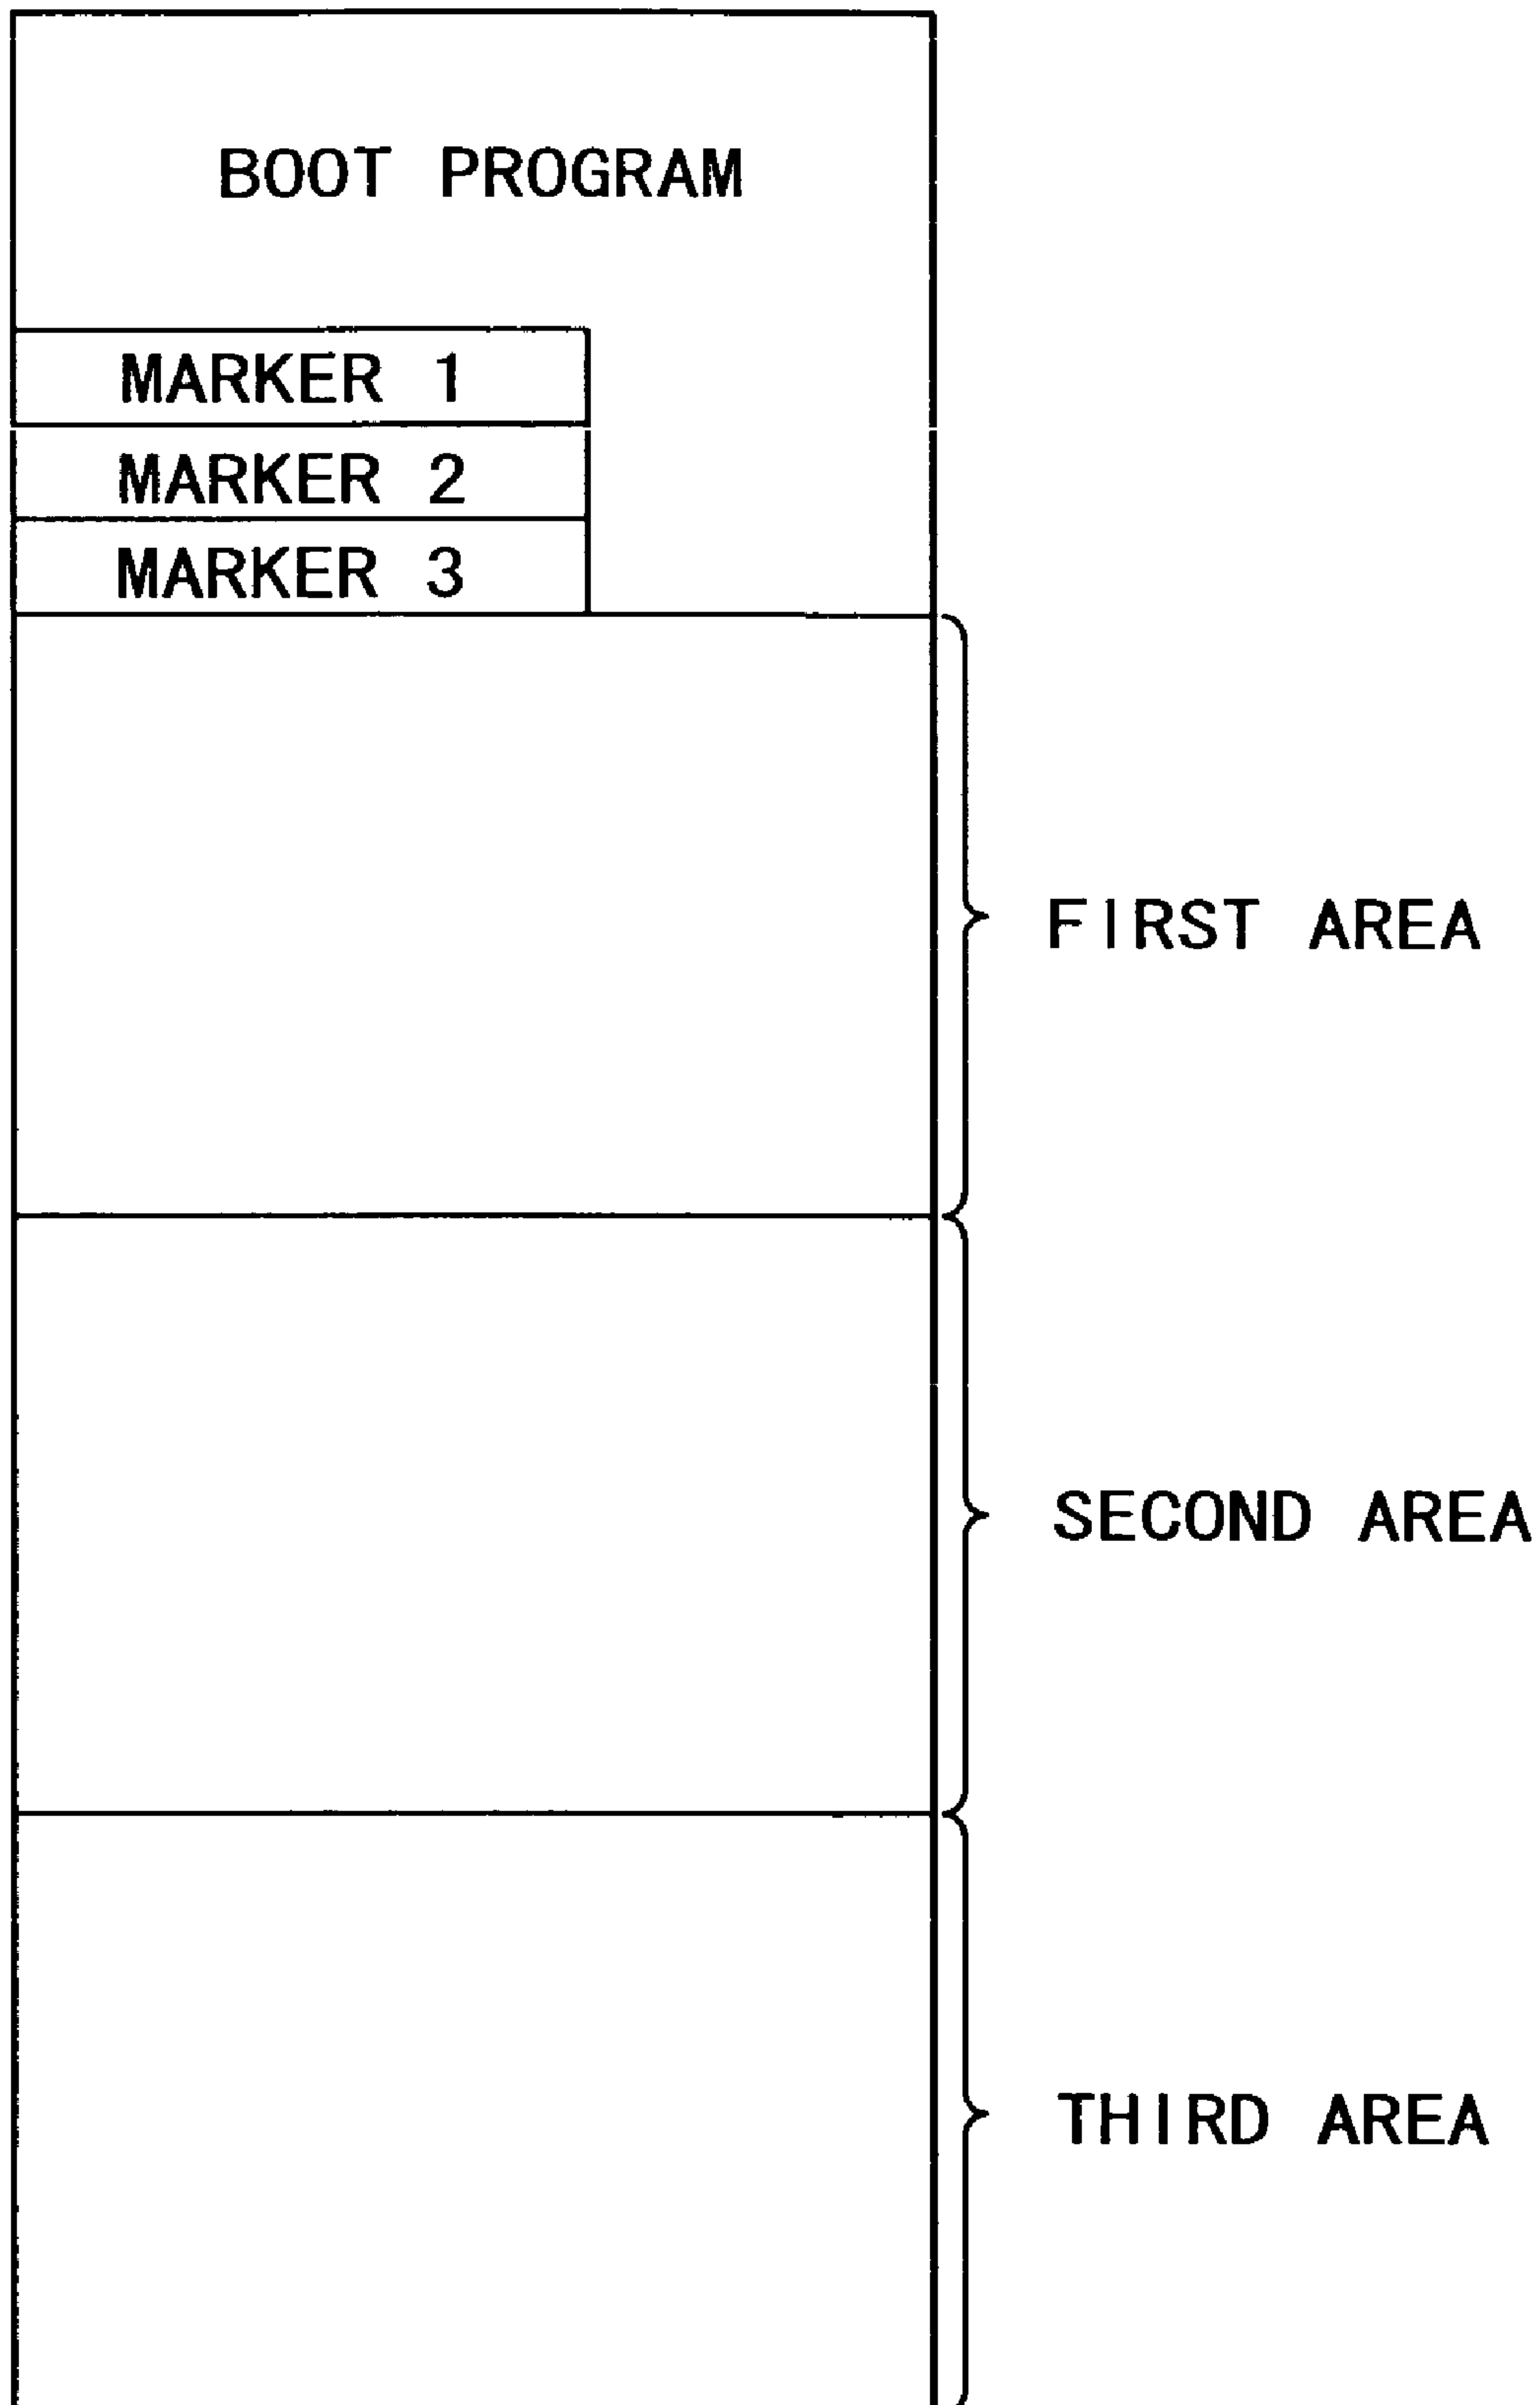 BOOT PROGRAM
MARKER 1
MARKER 2
MARKER 3
FIRST AREA
SECOND AREA
THIRD AREA